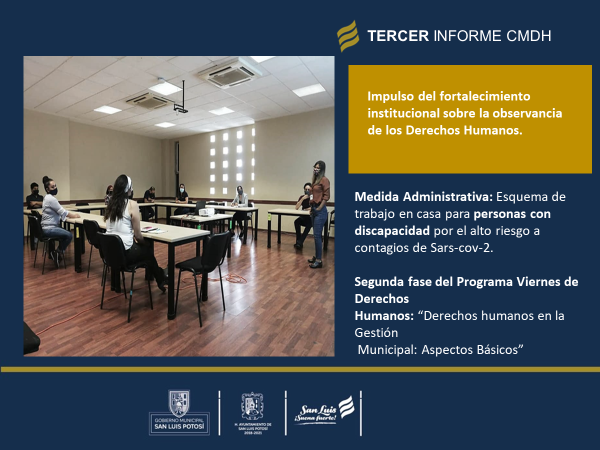 TERCER INFORME CMDH
Impulso del fortalecimiento
institucional sobre la observancia
de los Derechos Humanos.
Medida Administrativa: Esquema de
trabajo en casa para personas con
discapacidad por el alto riesgo a
contagios de Sars-cov-2.
Segunda fase del Programa Viernes de
Derechos
Humanos: “Derechos humanos en la
Gestión
Municipal: Aspectos Básicos”
GOBIERNO MUNICIPAL
SAN LUIS POTOSÍ
H. AYUNTAMIENTO DE
SAN LUIS POTOSÍ
2018-2021
San Luis
¡Suena fuerte!